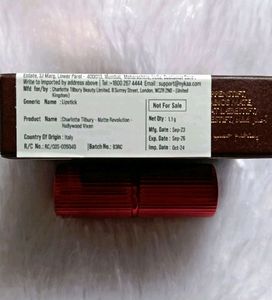 Estate, SJ Marg, Lower Parel - 400013, Mumbai, Maharashtra
Write to Importer by address above | Tel :+1800 267 4444 Email : support@nykaa.com
Mfd for/by : Charlotte Tilbury Beauty Limited, 8 Surrey Street, London, WC2R 2ND - (United Kingdom)
Generic Name : Lipstick
Not For Sale
Product Name : Charlotte Tilbury - Matte Revolution - Hollywood Vixen
Net Qty : 1.1 g
Mfg. Date : Sep-23
Exp. Date : Sep-26
Imp. Date : Oct-24
Country Of Origin : Italy
R/C No.: RC/COS-
Batch No :